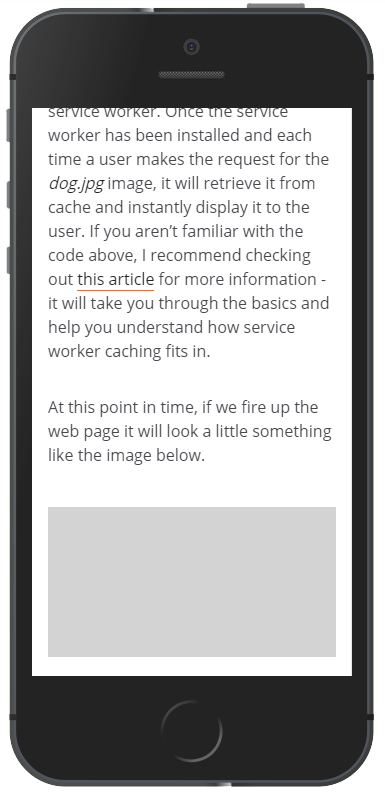 service worker. Once the service
worker has been installed and each
time a user makes the request for the
dog.jpg image, it will retrieve it from
cache and instantly display it to the
user. If you aren’t familiar with the
code above, I recommend checking
out this article for more information -
it will take you through the basics and
help you understand how service
worker caching fits in.
At this point in time, if we fire up the
web page it will look a little something
like the image below.